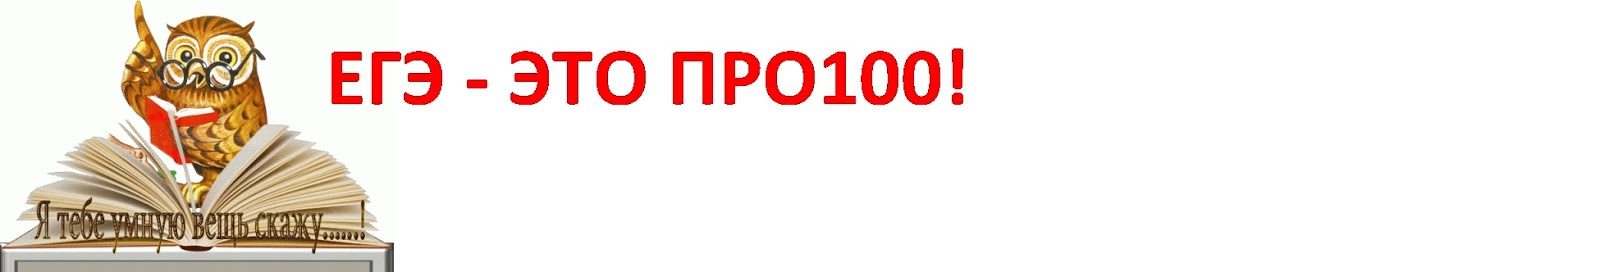 ЕГЭ - ЭТО ПРО100!
Я тебе умную вещь скажу.......!